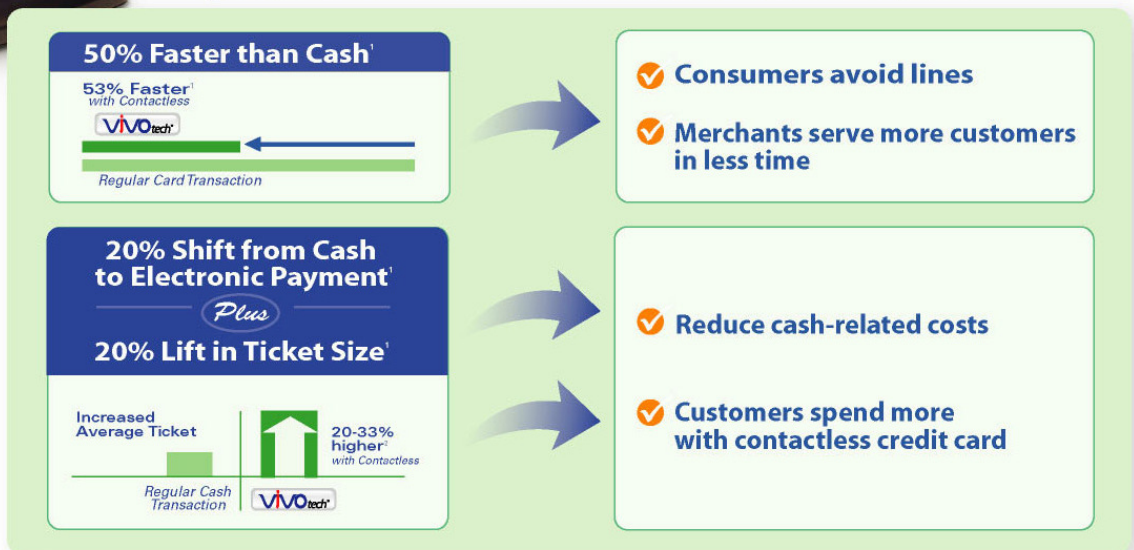 50% Faster than Cash¹
53% Faster¹
with Contactless
ViVOtech
Regular Card Transaction
Consumers avoid lines
Merchants serve more customers
in less time
20% Shift from Cash
to Electronic Payment¹
Plus
20% Lift in Ticket Size¹
Increased
Average Ticket
20-33%
higher²
with Contactless
Regular Cash
Transaction
ViVOtech
Reduce cash-related costs
Customers spend more
with contactless credit card